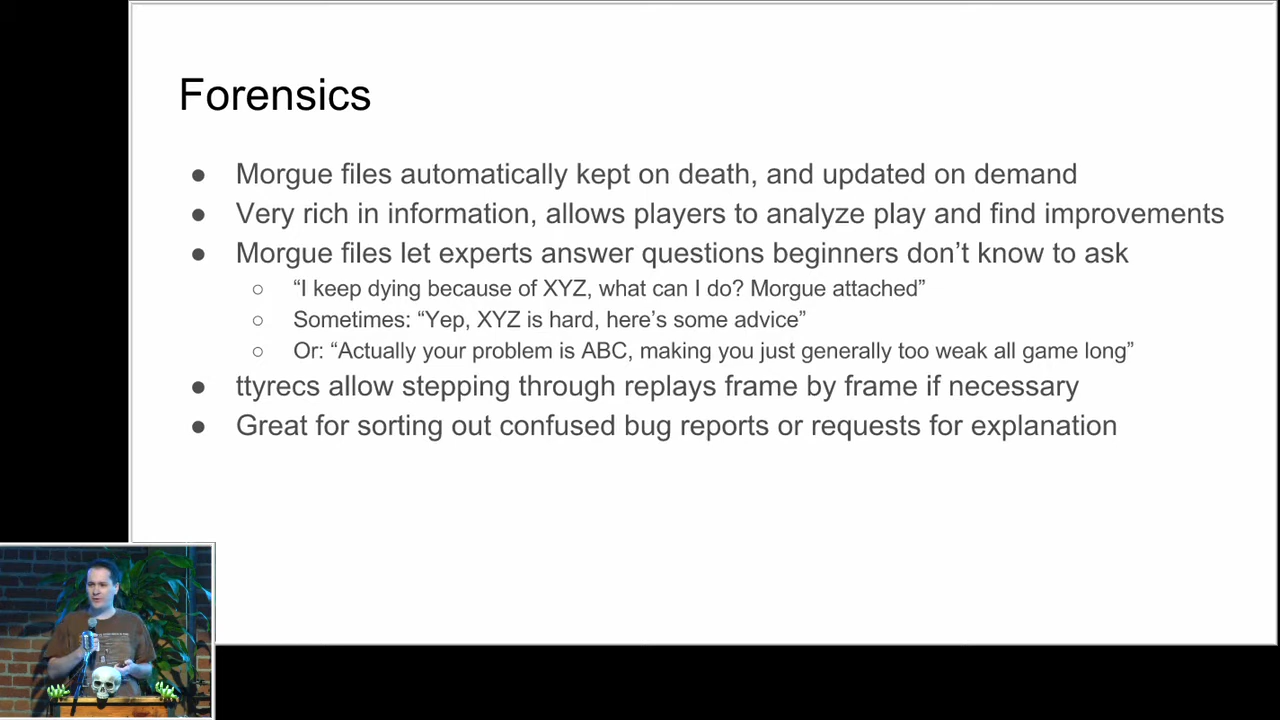 Forensics
● Morgue files automatically kept on death, and updated on demand
● Very rich in information, allows players to analyze play and find improvements
● Morgue files let experts answer questions beginners don’t know to ask
○ “I keep dying because of XYZ, what can I do? Morgue attached”
○ Sometimes: “Yep, XYZ is hard, here’s some advice”
○ Or: “Actually your problem is ABC, making you just generally too weak all game long”
● ttyrecs allow stepping through replays frame by frame if necessary
● Great for sorting out confused bug reports or requests for explanation